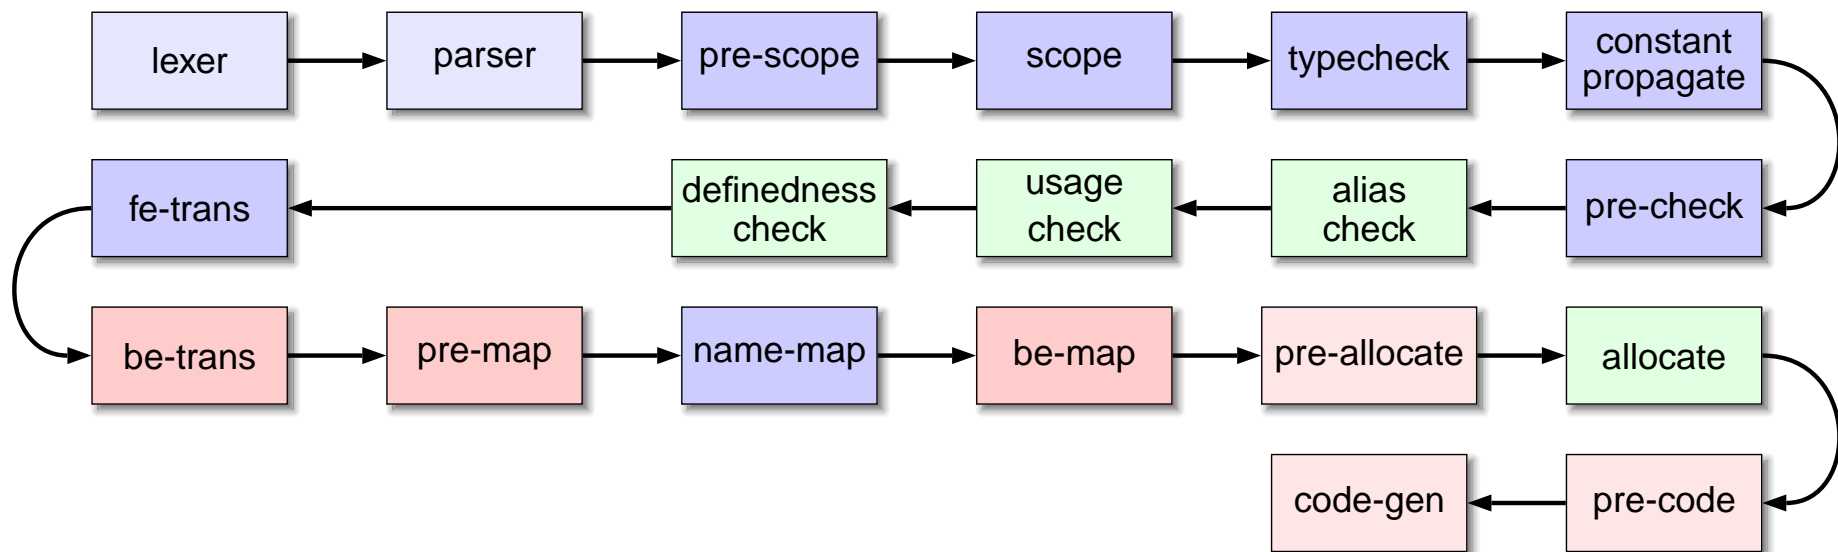 lexer
parser
pre-scope
scope
typecheck
constant
propagate
fe-trans
definedness
check
usage
check
alias
check
pre-check
be-trans
pre-map
name-map
be-map
pre-allocate
allocate
code-gen
pre-code